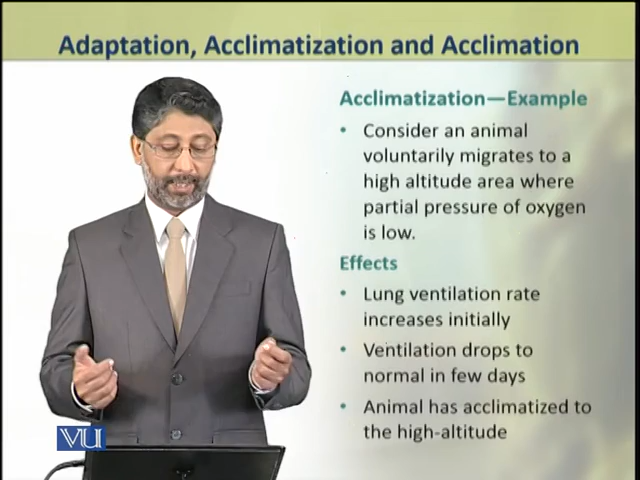 Adaptation, Acclimatization and Acclimation
Acclimatization—Example
• Consider an animal
voluntarily migrates to a
high altitude area where
partial pressure of oxygen
is low.
Effects
• Lung ventilation rate
increases initially
• Ventilation drops to
normal in few days
• Animal has acclimatized to
the high-altitude
VU